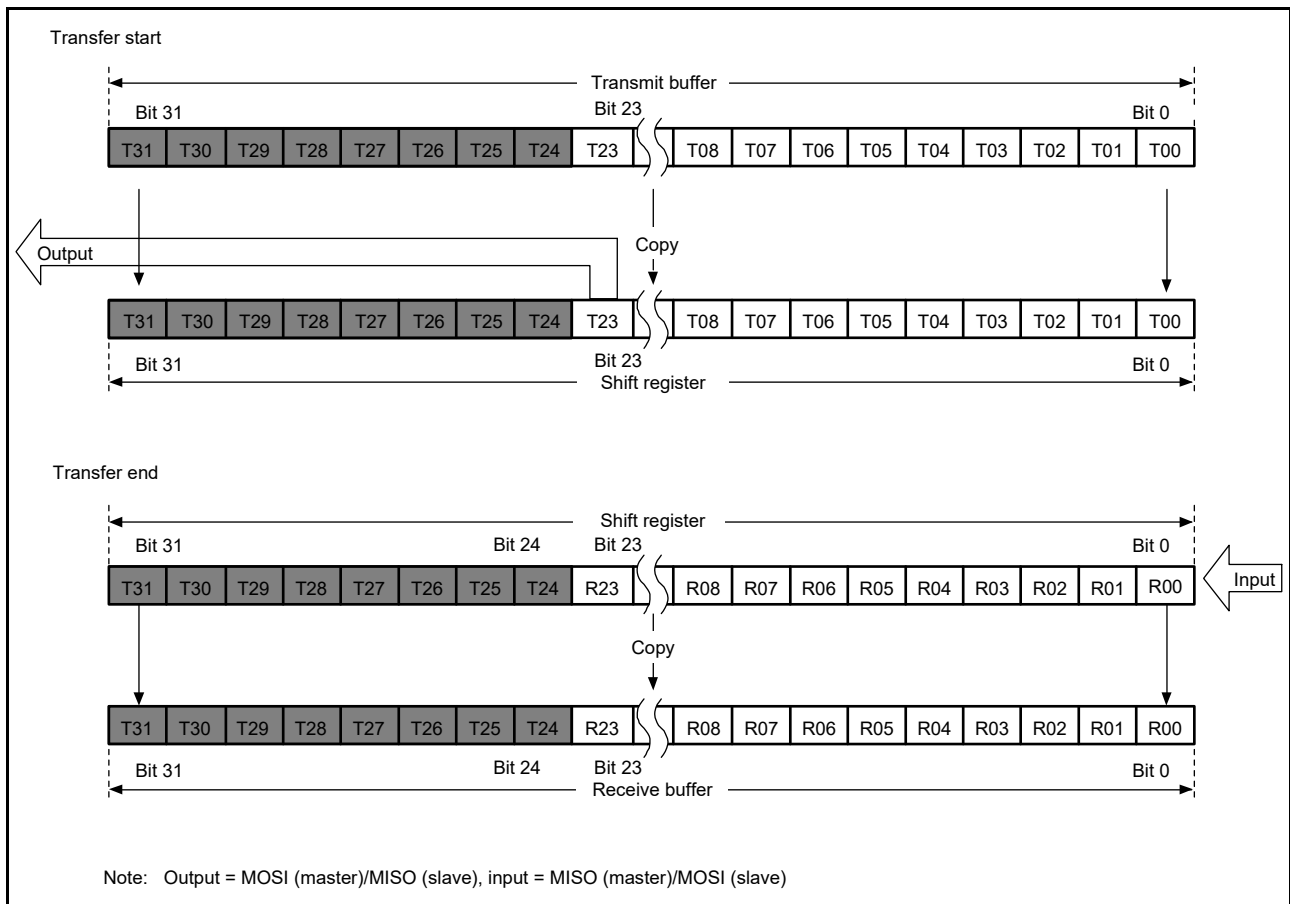 Transfer start
Transmit buffer
Bit 31 Bit 23 Bit 0
T31 T30 T29 T28 T27 T26 T25 T24 T23 T08 T07 T06 T05 T04 T03 T02 T01 T00
Output Copy
T31 T30 T29 T28 T27 T26 T25 T24 T23 T08 T07 T06 T05 T04 T03 T02 T01 T00
Bit 31 Bit 23 Bit 0
Shift register
Transfer end
Shift register
Bit 31 Bit 24 Bit 23 Bit 0
T31 T30 T29 T28 T27 T26 T25 T24 R23 R08 R07 R06 R05 R04 R03 R02 R01 R00 Input
Copy
T31 T30 T29 T28 T27 T26 T25 T24 R23 R08 R07 R06 R05 R04 R03 R02 R01 R00
Bit 31 Bit 24 Bit 23 Bit 0
Receive buffer
Note: Output = MOSI (master)/MISO (slave), input = MISO (master)/MOSI (slave)